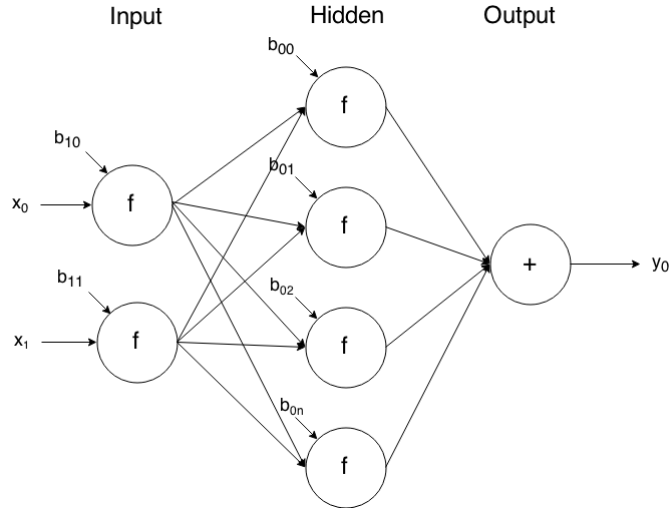 Input Hidden Output
b₀₀
f
b₁₀
b₀₁
x₀ f
f
b₁₁
+ y₀
b₀₂
x₁ f
f
b₀ₙ
f